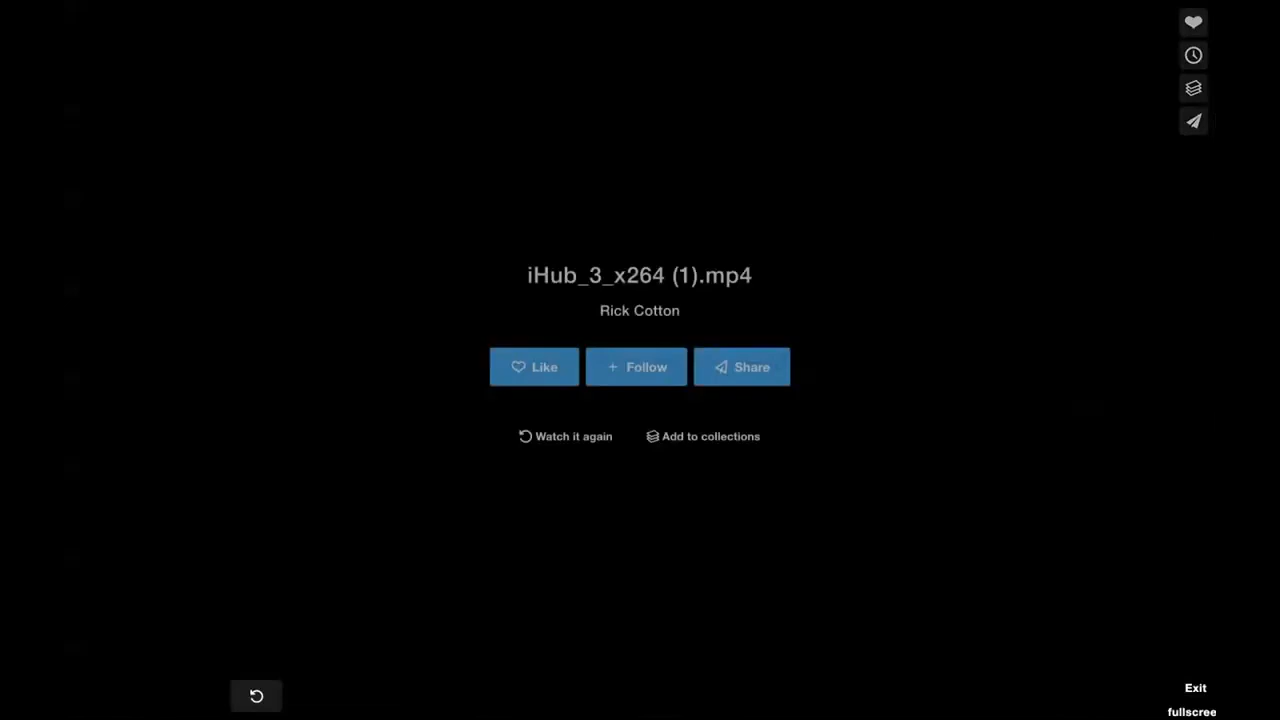 iHub_3_x264 (1).mp4
Rick Cotton
Like
+ Follow
Share
Watch it again
Add to collections
Exit
fullscree